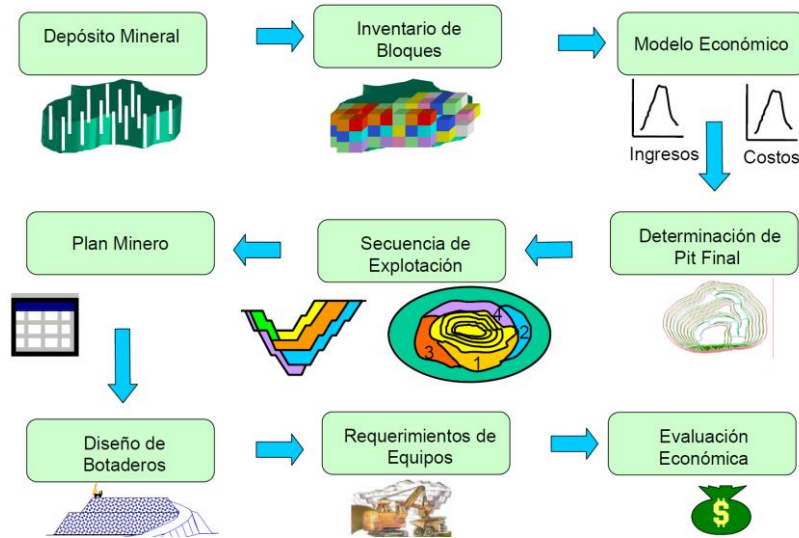 Depósito Mineral
Inventario de
Bloques
Modelo Económico
Ingresos
Costos
Determinación de
Pit Final
Secuencia de
Explotación
4
2
3
1
Plan Minero
Diseño de
Botaderos
Requerimientos de
Equipos
Evaluación
Económica
$